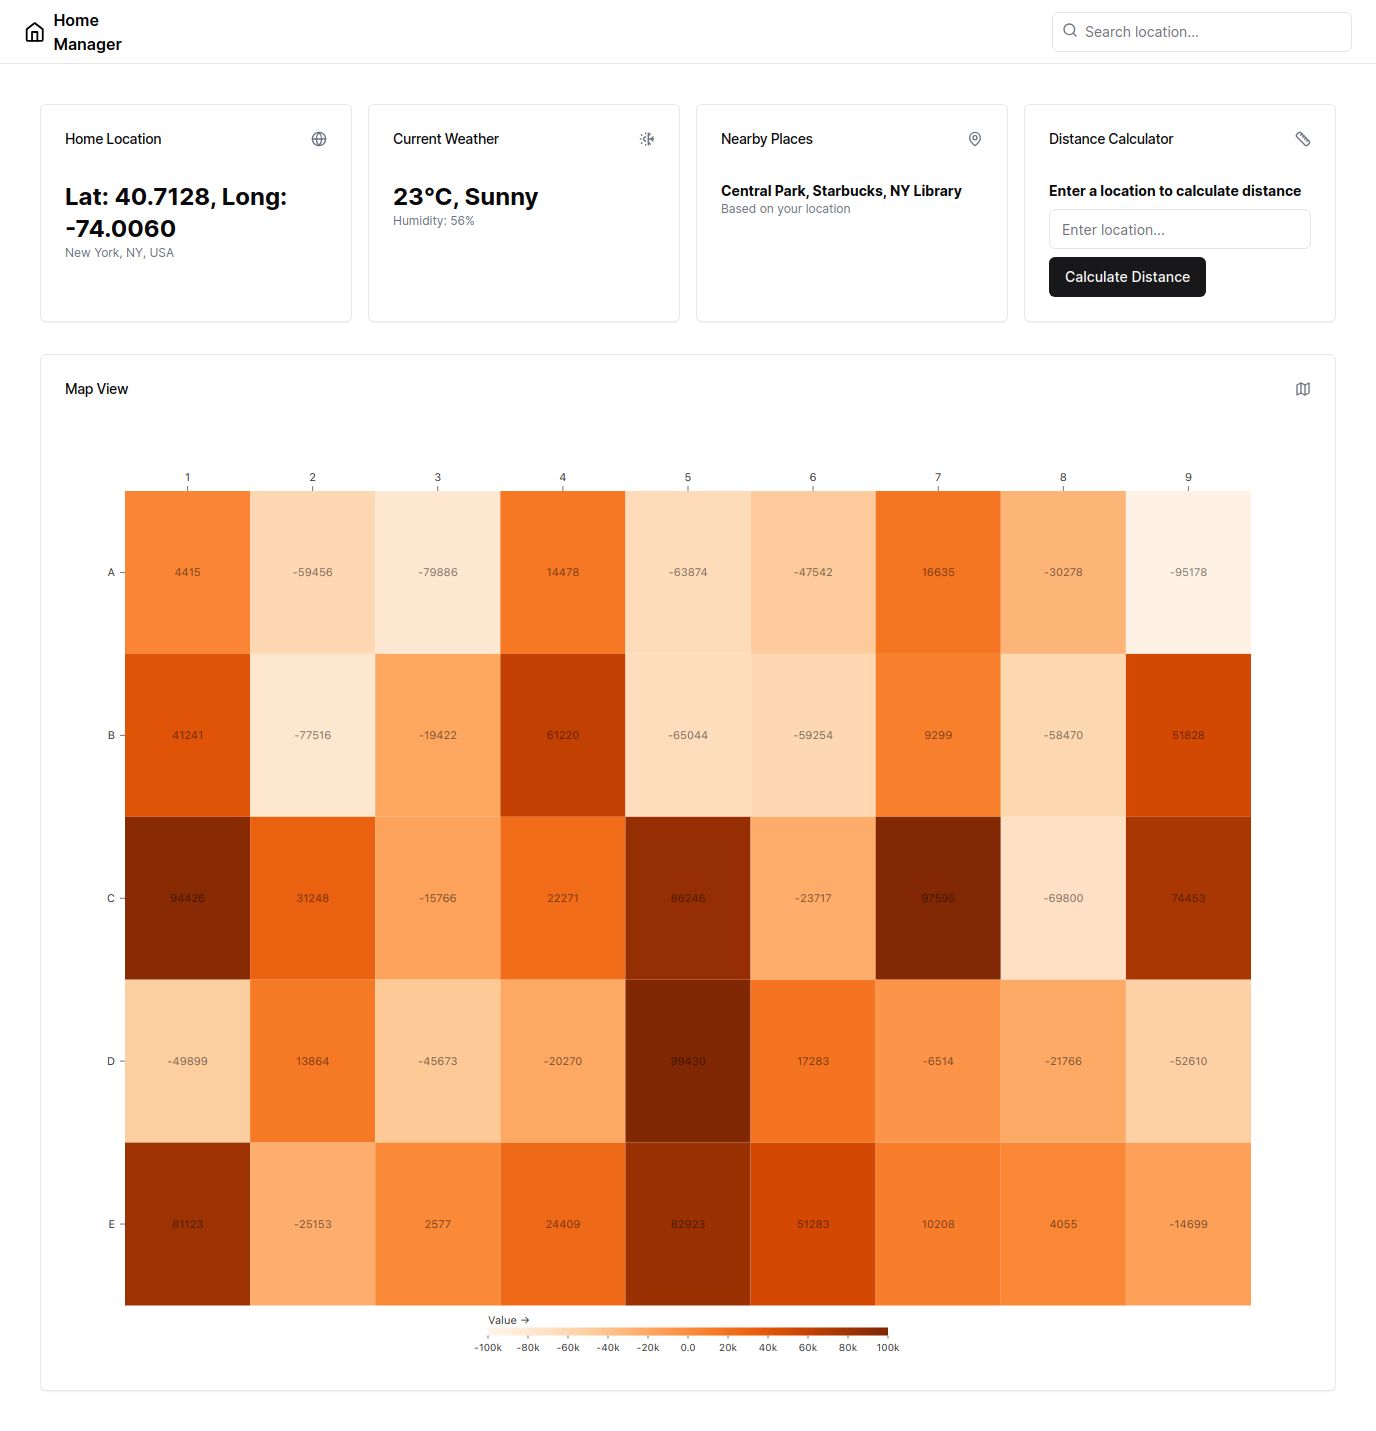 Home
Manager
Search location...
Home Location
Lat: 40.7128, Long:
-74.0060
New York, NY, USA
Current Weather
23°C, Sunny
Humidity: 56%
Nearby Places
Central Park, Starbucks, NY Library
Based on your location
Distance Calculator
Enter a location to calculate distance
Enter location...
Calculate Distance
Map View
1 2 3 4 5 6 7 8 9
A 4415 -59456 -79886 14478 -63874 -47542 16635 -30278 -95178
B 41241 -77516 -19422 61220 -65044 -59254 9299 -58470 51828
C 94426 31248 -15766 22271 86246 -23717 97595 -69800 74453
D -49899 13864 -45673 -20270 99430 17283 -6514 -21766 -52610
E 81123 -25153 2577 24409 82923 51283 10208 4055 -14699
Value →
-100k -80k -60k -40k -20k 0.0 20k 40k 60k 80k 100k